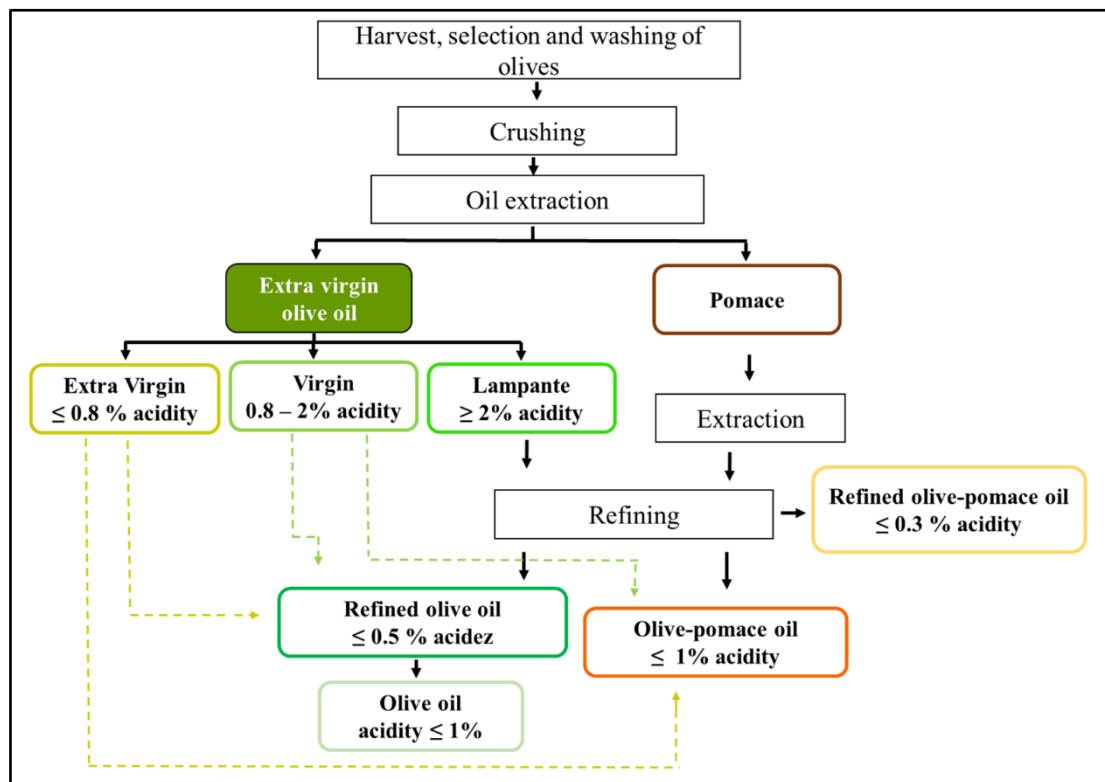 Harvest, selection and washing of
olives
Crushing
Oil extraction
Extra virgin
olive oil
Pomace
Extra Virgin
≤ 0.8 % acidity
Virgin
0.8 – 2% acidity
Lampante
≥ 2% acidity
Extraction
Refining
Refined olive-pomace oil
≤ 0.3 % acidity
Refined olive oil
≤ 0.5 % acidez
Olive-pomace oil
≤ 1% acidity
Olive oil
acidity ≤ 1%